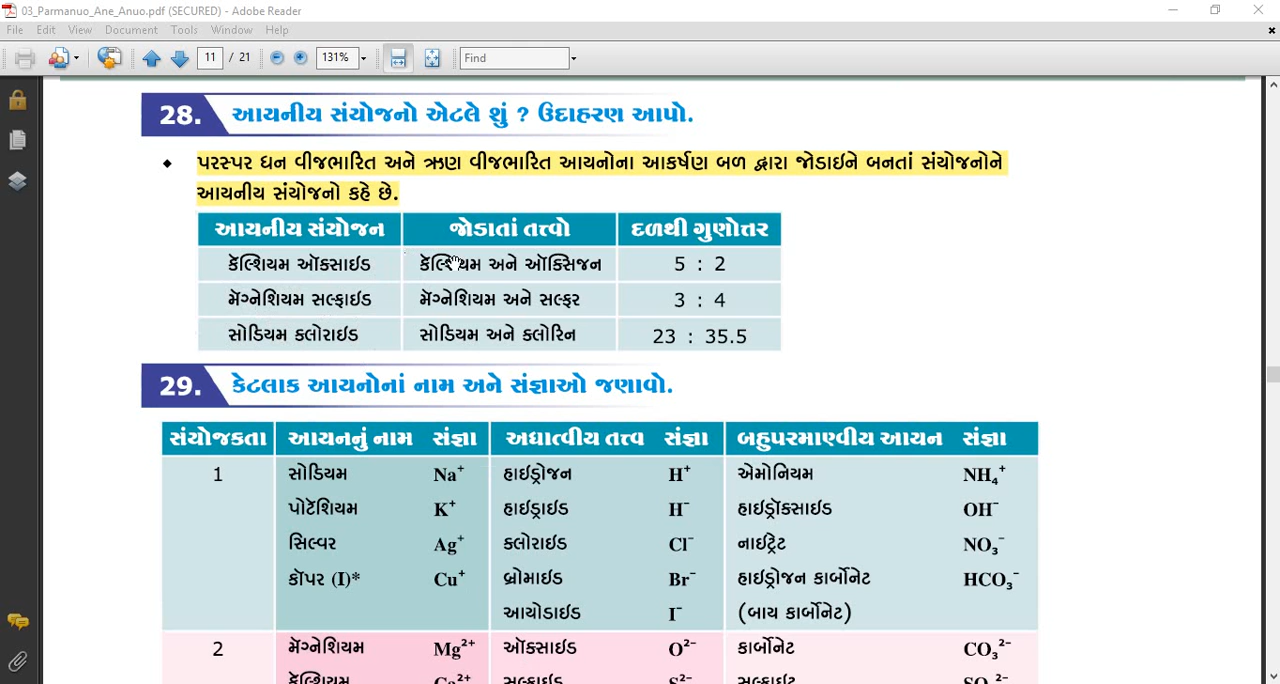 03_Parmanuo_Ane_Anuo.pdf (SECURED) - Adobe Reader
File Edit View Document Tools Window Help
11 / 21 131% Find
28. આયનીય સંયોજનો એટલે શું ? ઉદાહરણ આપો.
પરસ્પર ધન વીજભારિત અને ઋણ વીજભારિત આયનોના આકર્ષણ બળ દ્વારા જોડાઇને બનતાં સંયોજનોને
આયનીય સંયોજનો કહે છે.
આયનીય સંયોજન જોડાતાં તત્ત્વો દળથી ગુણોત્તર
કૅલ્શિયમ ઑક્સાઇડ કૅલ્શિયમ અને ઑક્સિજન 5 : 2
મૅગ્નેશિયમ સલ્ફાઇડ મૅગ્નેશિયમ અને સલ્ફર 3 : 4
સોડિયમ ક્લોરાઇડ સોડિયમ અને ક્લોરિન 23 : 35.5
29. કેટલાક આયનોનાં નામ અને સંજ્ઞાઓ જણાવો.
સંયોજકતા આયનનું નામ સંજ્ઞા અધાત્વીય તત્ત્વ સંજ્ઞા બહુપરમાણ્વીય આયન સંજ્ઞા
1 સોડિયમ Na⁺ હાઇડ્રોજન H⁺ એમોનિયમ NH₄⁺
પોટૅશિયમ K⁺ હાઇડ્રાઇડ H⁻ હાઇડ્રૉક્સાઇડ OH⁻
સિલ્વર Ag⁺ ક્લોરાઇડ Cl⁻ નાઇટ્રેટ NO₃⁻
કૉપર (I)* Cu⁺ બ્રોમાઇડ Br⁻ હાઇડ્રોજન કાર્બોનેટ HCO₃⁻
આયોડાઇડ I⁻ (બાય કાર્બોનેટ)
2 મૅગ્નેશિયમ Mg²⁺ ઑક્સાઇડ O²⁻ કાર્બોનેટ CO₃²⁻